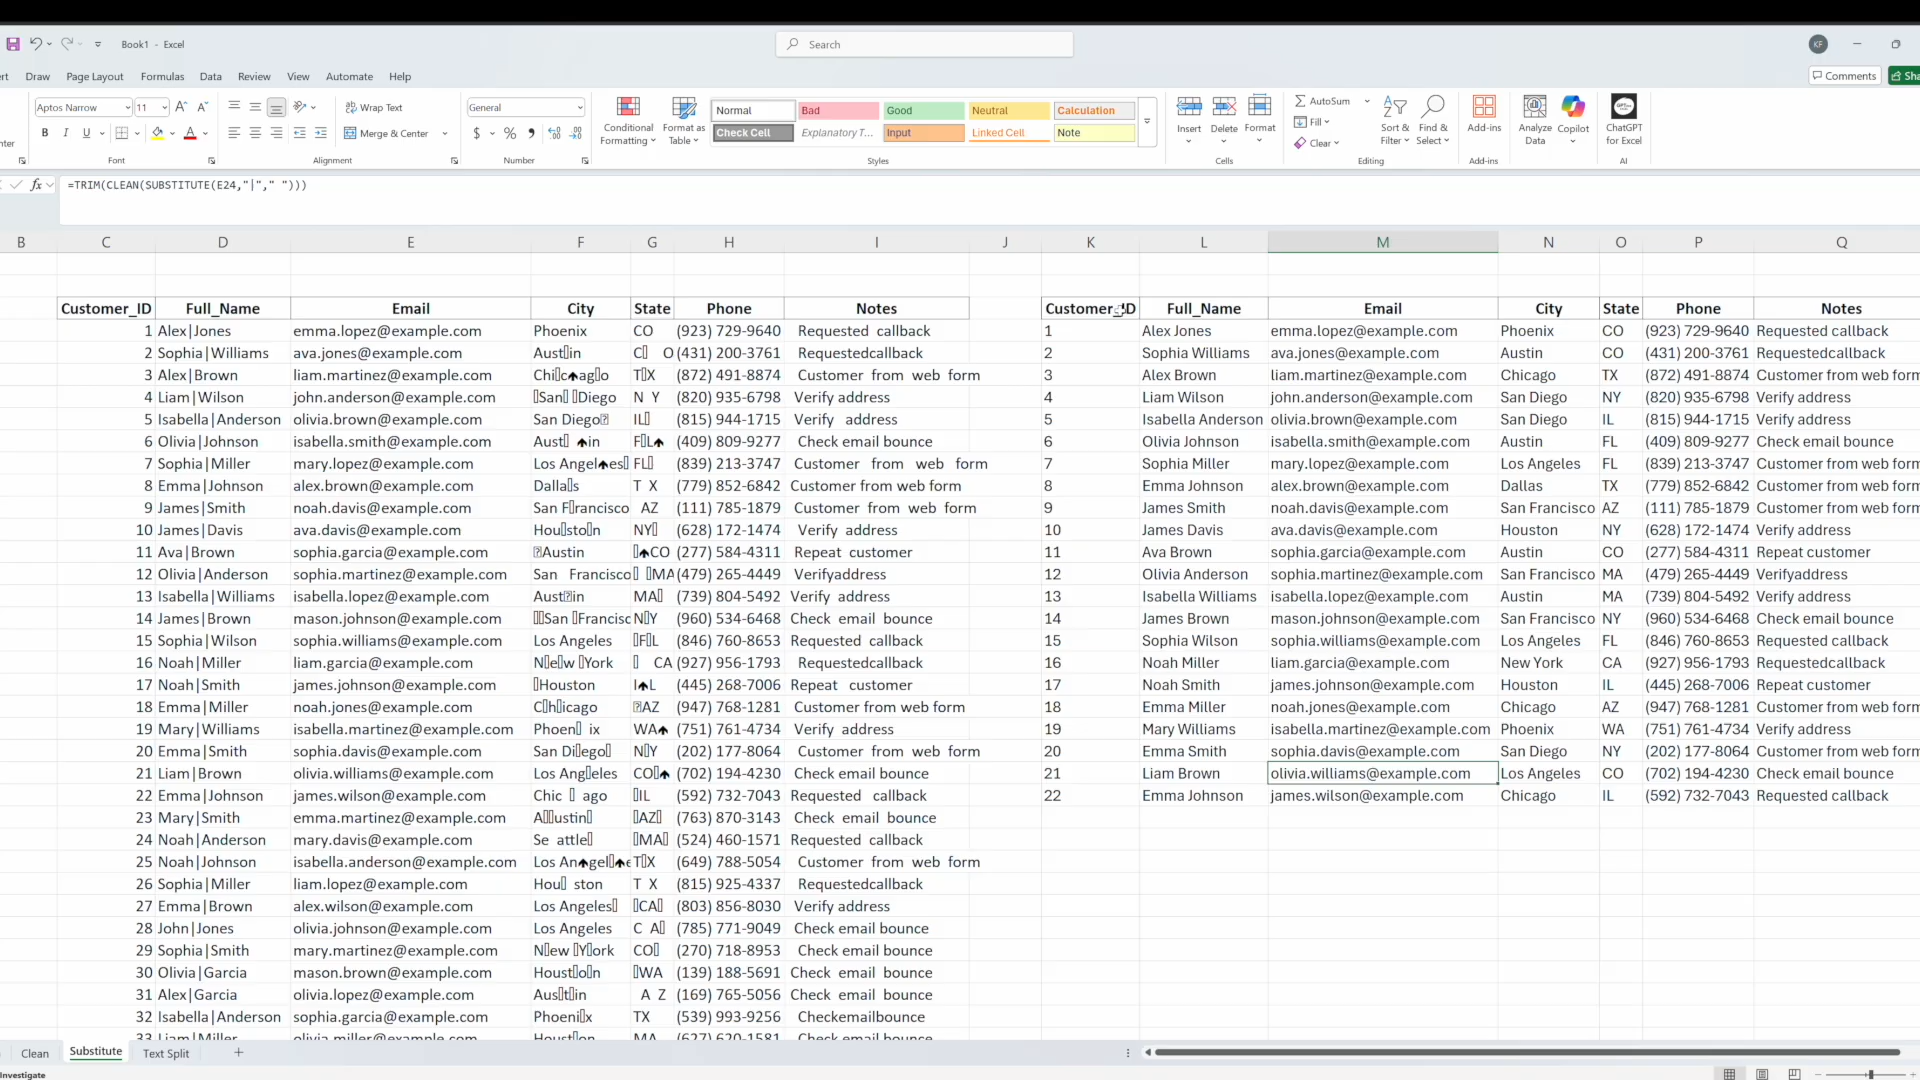 Book1 - Excel
Search
KF
rt Draw Page Layout Formulas Data Review View Automate Help
Comments
Sha
Aptos Narrow 11
Wrap Text
General
Conditional Formatting
Format as Table
Normal Bad Good Neutral Calculation
Check Cell Explanatory T... Input Linked Cell Note
Insert Delete Format
AutoSum
Fill
Clear
Sort & Filter
Find & Select
Add-ins
Analyze Data
Copilot
ChatGPT for Excel
B I U
Merge & Center
$ %
nter
Font Alignment Number Styles Cells Editing Add-ins AI
fx =TRIM(CLEAN(SUBSTITUTE(E24,"|"," ")))
B C D E F G H I J K L M N O P Q
Customer_ID Full_Name Email City State Phone Notes Customer_ID Full_Name Email City State Phone Notes
1 Alex|Jones emma.lopez@example.com Phoenix CO (923) 729-9640 Requested callback 1 Alex Jones emma.lopez@example.com Phoenix CO (923) 729-9640 Requested callback
2 Sophia|Williams ava.jones@example.com Aust▯in C▯ O (431) 200-3761 Requestedcallback 2 Sophia Williams ava.jones@example.com Austin CO (431) 200-3761 Requestedcallback
3 Alex|Brown liam.martinez@example.com Chi▯c♠ag▯o T▯X (872) 491-8874 Customer from web form 3 Alex Brown liam.martinez@example.com Chicago TX (872) 491-8874 Customer from web form
4 Liam|Wilson john.anderson@example.com ▯San▯ ▯Diego N Y (820) 935-6798 Verify address 4 Liam Wilson john.anderson@example.com San Diego NY (820) 935-6798 Verify address
5 Isabella|Anderson olivia.brown@example.com San Diego⍰ IL▯ (815) 944-1715 Verify address 5 Isabella Anderson olivia.brown@example.com San Diego IL (815) 944-1715 Verify address
6 Olivia|Johnson isabella.smith@example.com Aust▯ ♠in F▯L♠ (409) 809-9277 Check email bounce 6 Olivia Johnson isabella.smith@example.com Austin FL (409) 809-9277 Check email bounce
7 Sophia|Miller mary.lopez@example.com Los Angel♠es▯ FL▯ (839) 213-3747 Customer from web form 7 Sophia Miller mary.lopez@example.com Los Angeles FL (839) 213-3747 Customer from web form
8 Emma|Johnson alex.brown@example.com Dalla▯s T X (779) 852-6842 Customer from web form 8 Emma Johnson alex.brown@example.com Dallas TX (779) 852-6842 Customer from web form
9 James|Smith noah.davis@example.com San F▯rancisco AZ (111) 785-1879 Customer from web form 9 James Smith noah.davis@example.com San Francisco AZ (111) 785-1879 Customer from web form
10 James|Davis ava.davis@example.com Hou▯sto▯n NY▯ (628) 172-1474 Verify address 10 James Davis ava.davis@example.com Houston NY (628) 172-1474 Verify address
11 Ava|Brown sophia.garcia@example.com ⍰Austin ▯♠CO (277) 584-4311 Repeat customer 11 Ava Brown sophia.garcia@example.com Austin CO (277) 584-4311 Repeat customer
12 Olivia|Anderson sophia.martinez@example.com San Francisco ▯ ▯MA (479) 265-4449 Verifyaddress 12 Olivia Anderson sophia.martinez@example.com San Francisco MA (479) 265-4449 Verifyaddress
13 Isabella|Williams isabella.lopez@example.com Aust⍰in MA▯ (739) 804-5492 Verify address 13 Isabella Williams isabella.lopez@example.com Austin MA (739) 804-5492 Verify address
14 James|Brown mason.johnson@example.com ▯▯San ▯Francisc N▯Y (960) 534-6468 Check email bounce 14 James Brown mason.johnson@example.com San Francisco NY (960) 534-6468 Check email bounce
15 Sophia|Wilson sophia.williams@example.com Los Angeles ▯F▯L (846) 760-8653 Requested callback 15 Sophia Wilson sophia.williams@example.com Los Angeles FL (846) 760-8653 Requested callback
16 Noah|Miller liam.garcia@example.com N▯e▯w ▯York ▯ CA (927) 956-1793 Requestedcallback 16 Noah Miller liam.garcia@example.com New York CA (927) 956-1793 Requestedcallback
17 Noah|Smith james.johnson@example.com ▯Houston I♠L (445) 268-7006 Repeat customer 17 Noah Smith james.johnson@example.com Houston IL (445) 268-7006 Repeat customer
18 Emma|Miller noah.jones@example.com C▯h▯icago ⍰AZ (947) 768-1281 Customer from web form 18 Emma Miller noah.jones@example.com Chicago AZ (947) 768-1281 Customer from web form
19 Mary|Williams isabella.martinez@example.com Phoen▯ ix WA♠ (751) 761-4734 Verify address 19 Mary Williams isabella.martinez@example.com Phoenix WA (751) 761-4734 Verify address
20 Emma|Smith sophia.davis@example.com San Di▯ego▯ N▯Y (202) 177-8064 Customer from web form 20 Emma Smith sophia.davis@example.com San Diego NY (202) 177-8064 Customer from web form
21 Liam|Brown olivia.williams@example.com Los Ang▯eles CO▯♠ (702) 194-4230 Check email bounce 21 Liam Brown olivia.williams@example.com Los Angeles CO (702) 194-4230 Check email bounce
22 Emma|Johnson james.wilson@example.com Chic ▯ ago ▯IL (592) 732-7043 Requested callback 22 Emma Johnson james.wilson@example.com Chicago IL (592) 732-7043 Requested callback
23 Mary|Smith emma.martinez@example.com A▯▯ustin▯ ▯AZ▯ (763) 870-3143 Check email bounce
24 Noah|Anderson mary.davis@example.com Se attle▯ ▯MA▯ (524) 460-1571 Requested callback
25 Noah|Johnson isabella.anderson@example.com Los An♠gel▯♠e T▯X (649) 788-5054 Customer from web form
26 Sophia|Miller liam.lopez@example.com Hou▯ ston T X (815) 925-4337 Requestedcallback
27 Emma|Brown alex.wilson@example.com Los Angeles▯ ▯CA▯ (803) 856-8030 Verify address
28 John|Jones olivia.johnson@example.com Los Angeles C A▯ (785) 771-9049 Check email bounce
29 Sophia|Smith mary.martinez@example.com N▯ew ▯Y▯ork CO▯ (270) 718-8953 Check email bounce
30 Olivia|Garcia mason.brown@example.com Houst▯o▯n ▯WA (139) 188-5691 Check email bounce
31 Alex|Garcia olivia.lopez@example.com Aus▯t▯in A Z (169) 765-5056 Check email bounce
32 Isabella|Anderson sophia.garcia@example.com Phoeni▯x TX (539) 993-9256 Checkemailbounce
33 Liam|Miller olivia.miller@example.com Houst▯on MA (627) 620-1581 Check email bounce
Clean Substitute Text Split
Investigate